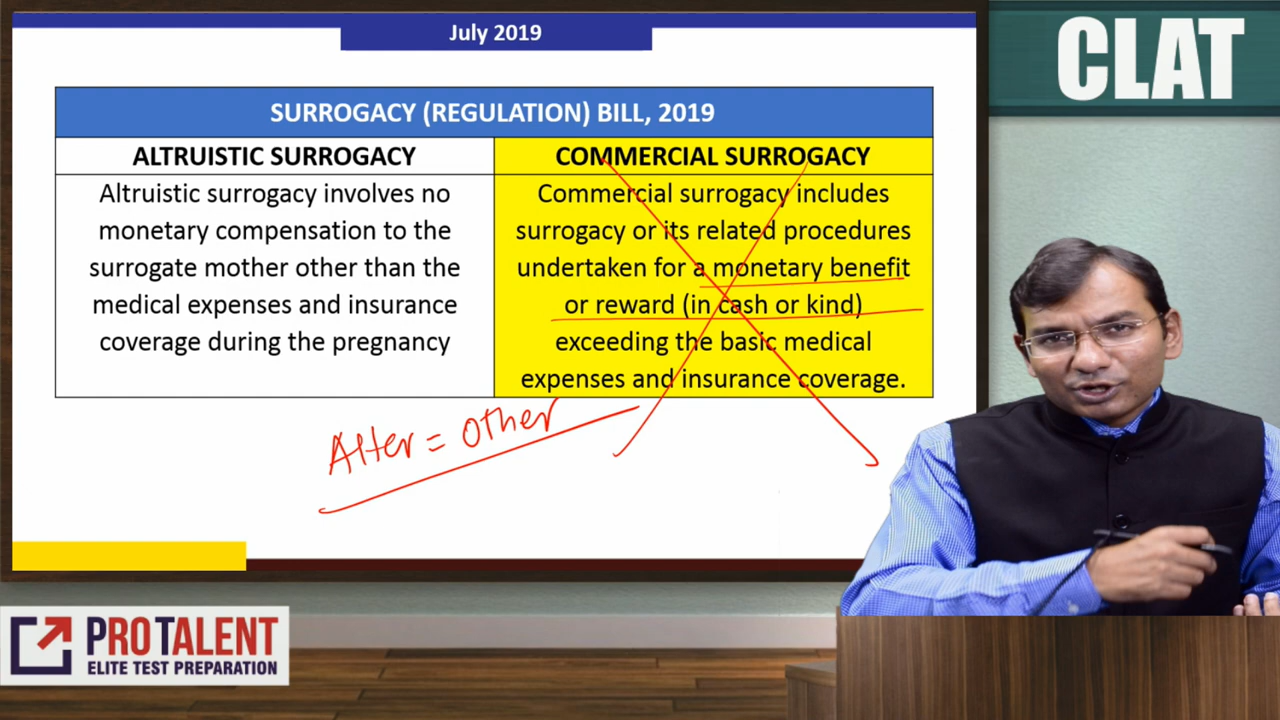 July 2019
CLAT
SURROGACY (REGULATION) BILL, 2019
ALTRUISTIC SURROGACY
Altruistic surrogacy involves no
monetary compensation to the
surrogate mother other than the
medical expenses and insurance
coverage during the pregnancy
COMMERCIAL SURROGACY
Commercial surrogacy includes
surrogacy or its related procedures
undertaken for a monetary benefit
or reward (in cash or kind)
exceeding the basic medical
expenses and insurance coverage.
Alter = Other
PROTALENT
ELITE TEST PREPARATION